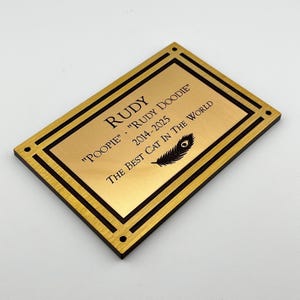 RUDY
"POOPIE" · "RUDY DOODIE"
2014-2025
THE BEST CAT IN THE WORLD